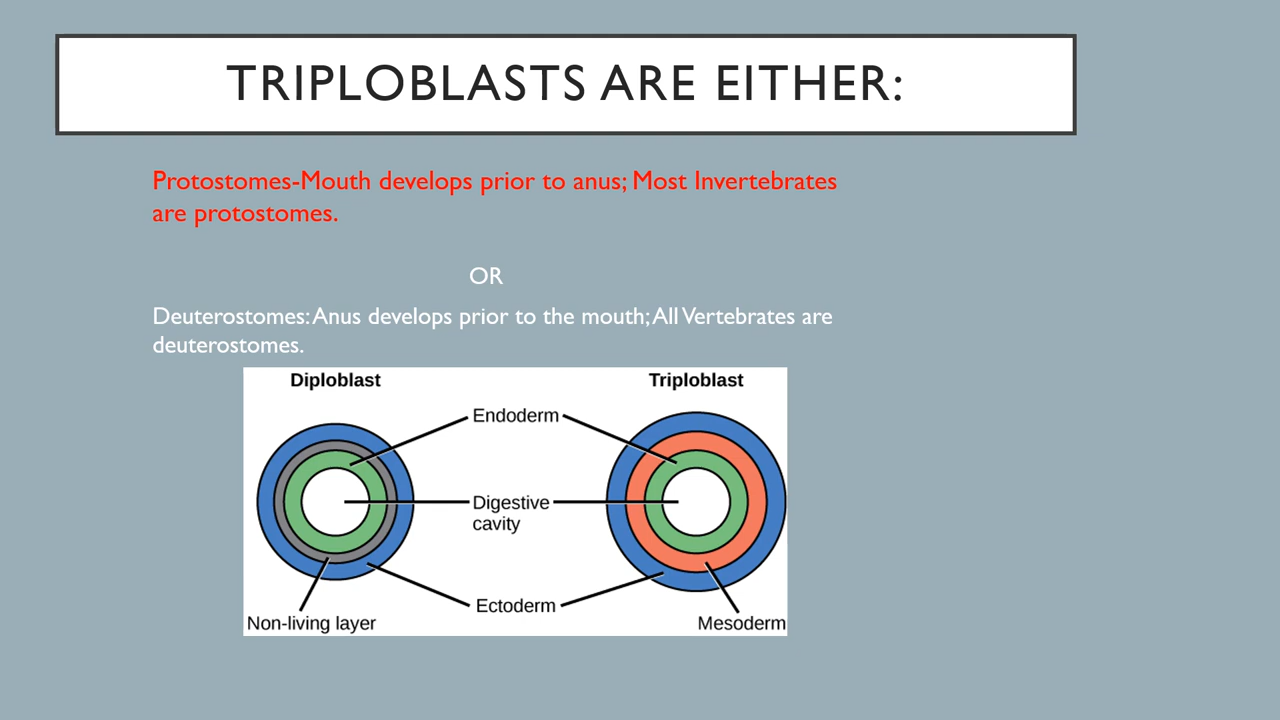 TRIPLOBLASTS ARE EITHER:
Protostomes-Mouth develops prior to anus; Most Invertebrates
are protostomes.
OR
Deuterostomes: Anus develops prior to the mouth; All Vertebrates are
deuterostomes.
Diploblast
Triploblast
Endoderm
Digestive
cavity
Ectoderm
Non-living layer
Mesoderm